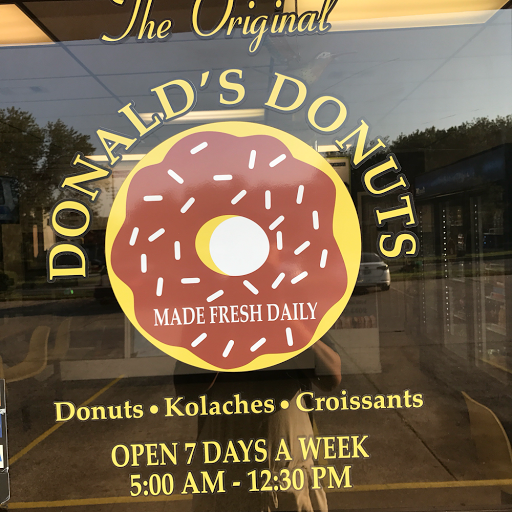 The Original
DONALD'S DONUTS
MADE FRESH DAILY
Donuts • Kolaches • Croissants
OPEN 7 DAYS A WEEK
5:00 AM - 12:30 PM